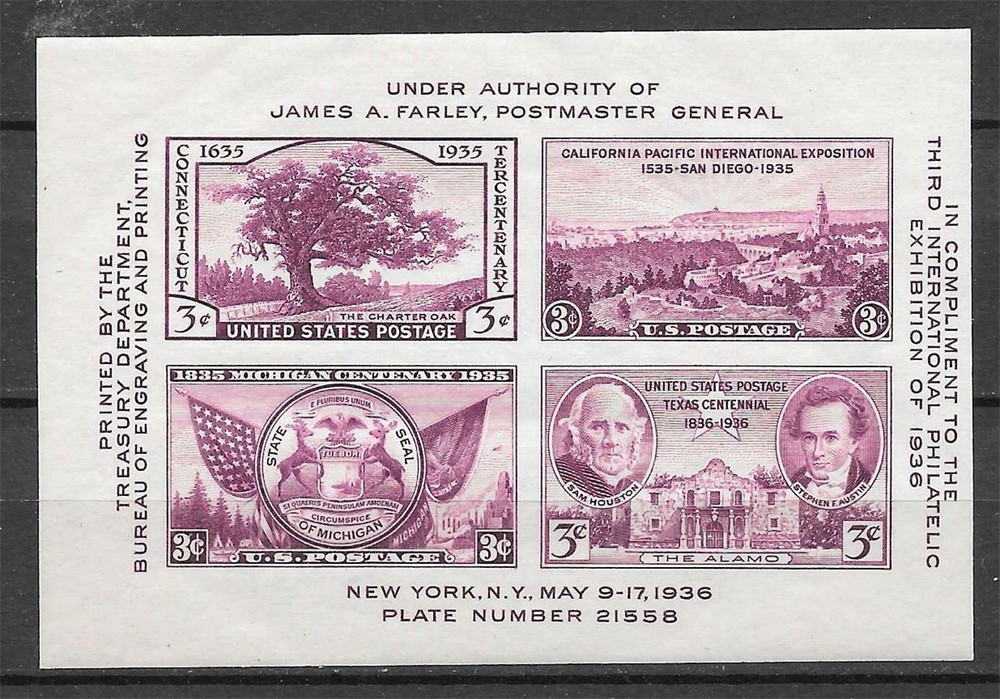 UNDER AUTHORITY OF
JAMES A. FARLEY, POSTMASTER GENERAL
PRINTED BY THE
TREASURY DEPARTMENT,
BUREAU OF ENGRAVING AND PRINTING
CONNECTICUT
1635
1935
TERCENTENARY
THE CHARTER OAK
3¢
3¢
UNITED STATES POSTAGE
CALIFORNIA PACIFIC INTERNATIONAL EXPOSITION
1535-SAN DIEGO-1935
3¢
U.S. POSTAGE
3¢
1835 MICHIGAN CENTENARY 1935
E PLURIBUS UNUM
STATE
SEAL
TUEBOR
SI QUAERIS PENINSULAM AMOENAM
CIRCUMSPICE
OF MICHIGAN
MICHIGAN
3¢
U.S. POSTAGE
3¢
UNITED STATES POSTAGE
TEXAS CENTENNIAL
1836-1936
SAM HOUSTON
STEPHEN F. AUSTIN
3¢
3¢
THE ALAMO
IN COMPLIMENT TO THE
THIRD INTERNATIONAL PHILATELIC
EXHIBITION OF 1936
NEW YORK, N.Y., MAY 9-17, 1936
PLATE NUMBER 21558